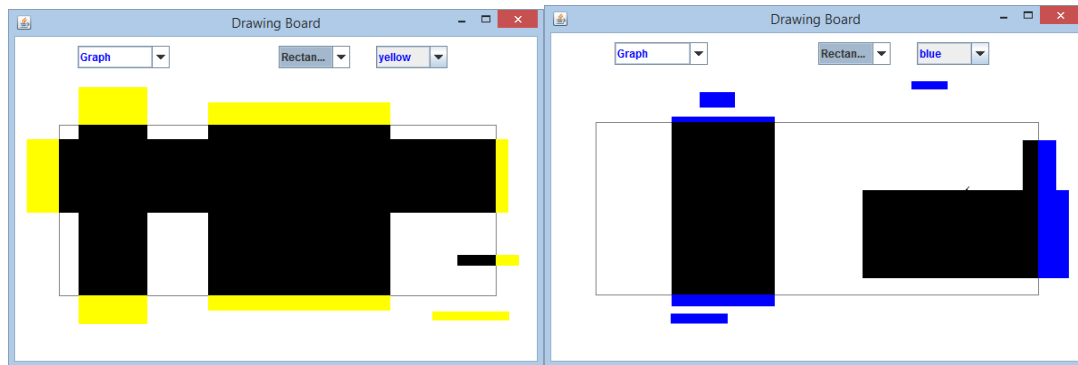 Drawing Board
Graph
Rectan...
yellow
Drawing Board
Graph
Rectan...
blue